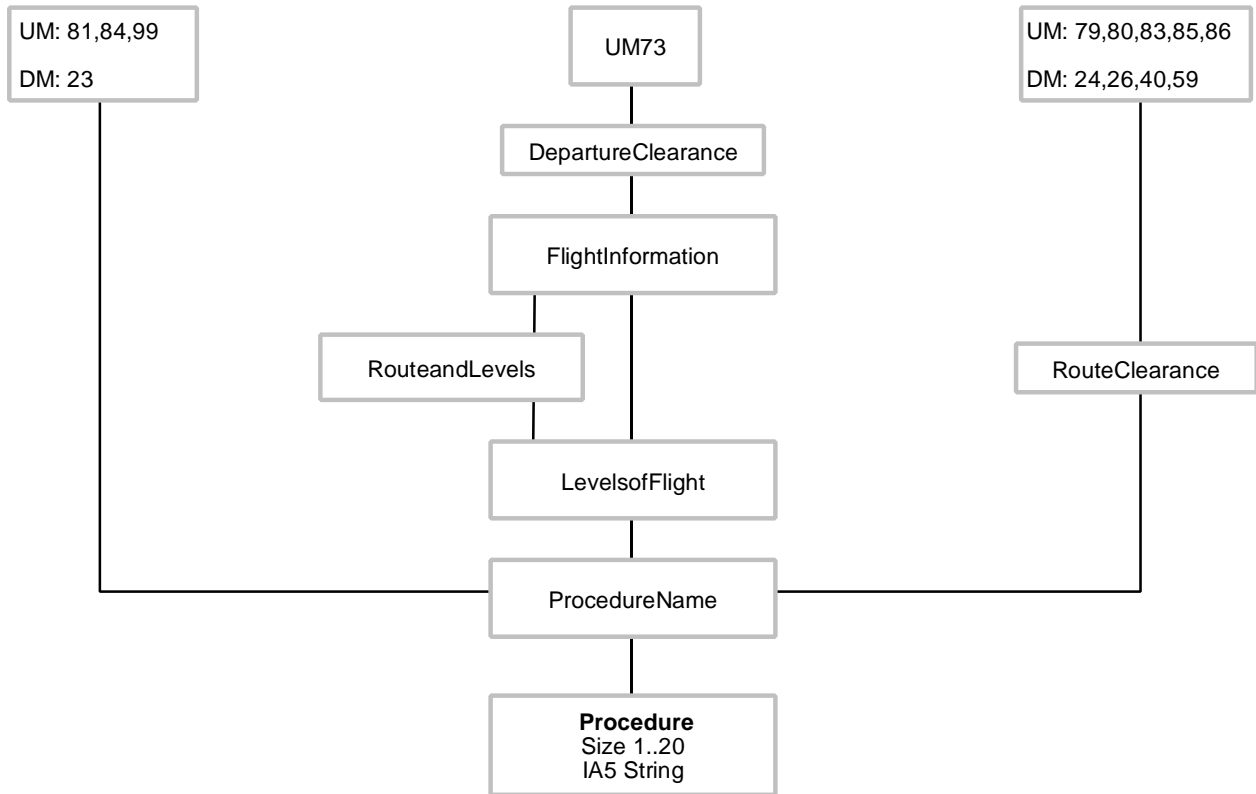 UM: 81,84,99
DM: 23
UM73
UM: 79,80,83,85,86
DM: 24,26,40,59
DepartureClearance
FlightInformation
RouteandLevels
RouteClearance
LevelsofFlight
ProcedureName
Procedure
Size 1..20
IA5 String